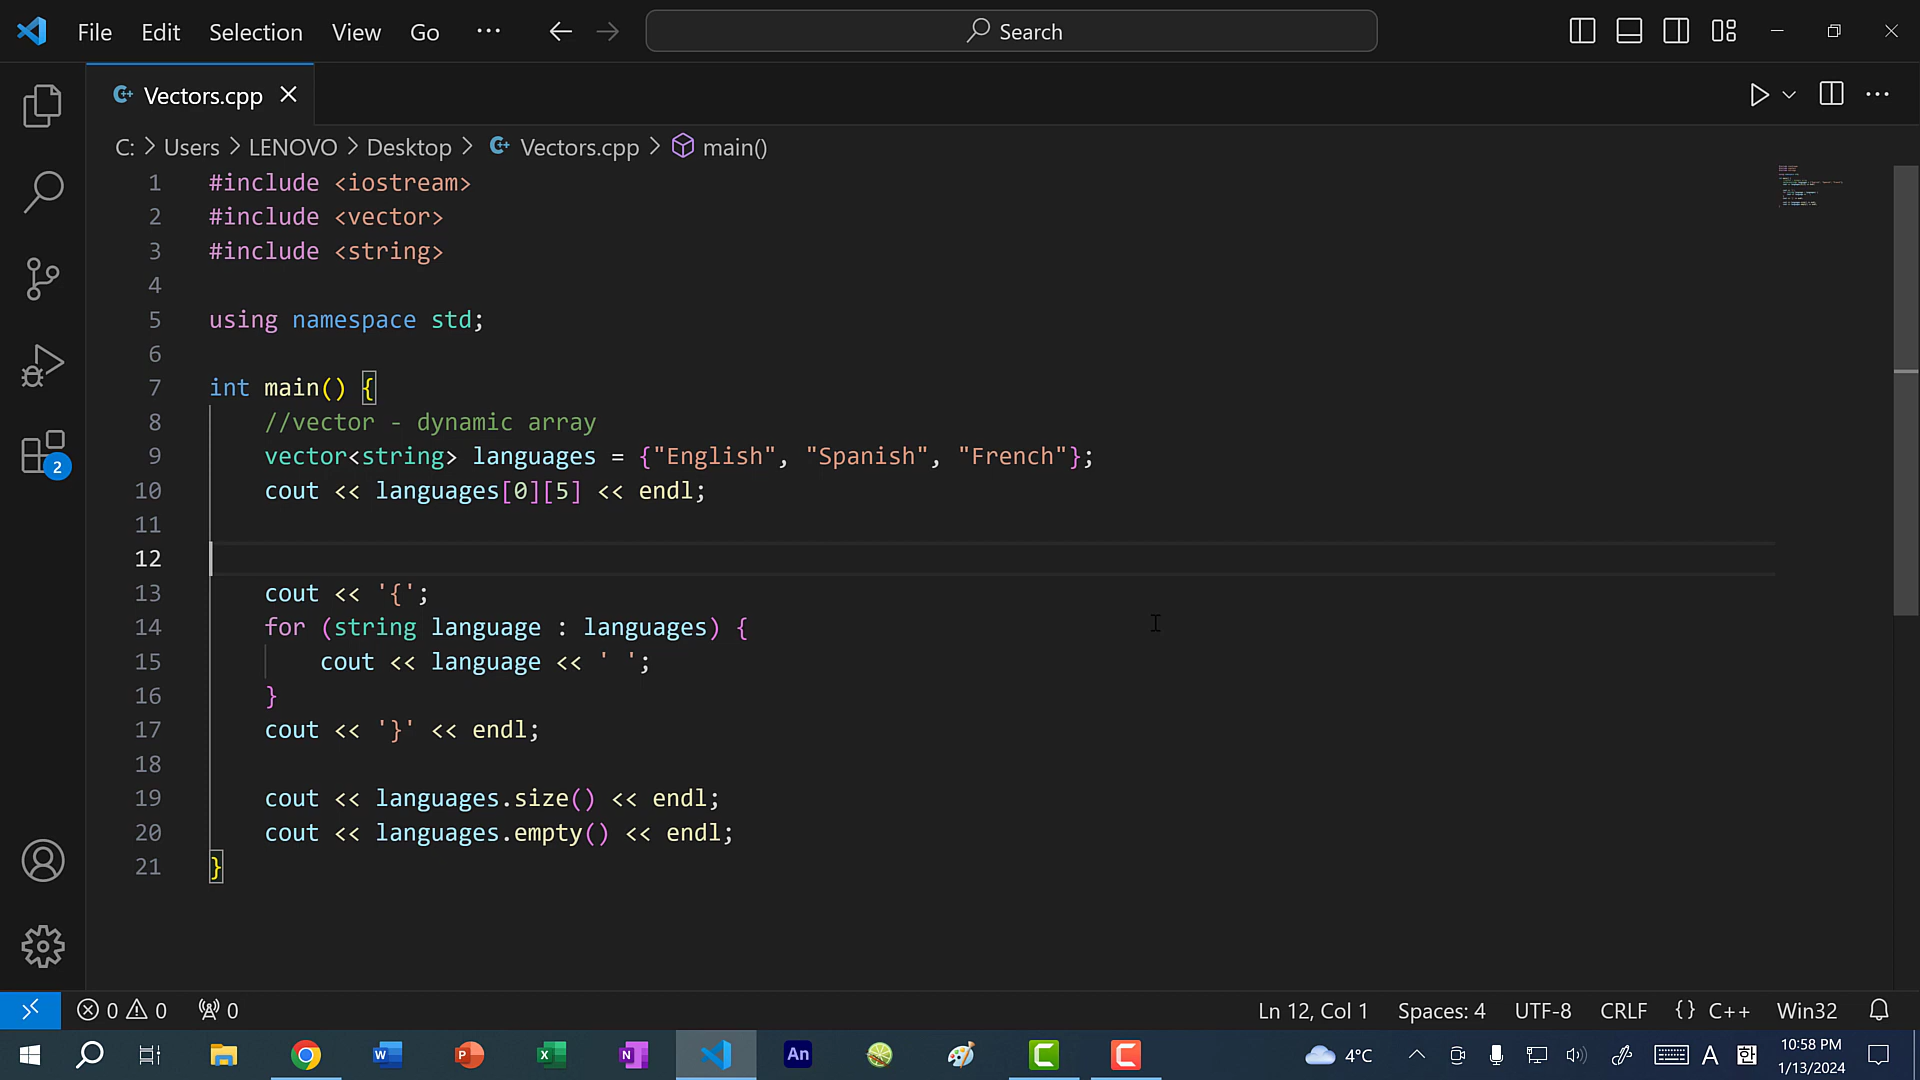 File Edit Selection View Go ··· Search
Vectors.cpp
C: > Users > LENOVO > Desktop > Vectors.cpp > main()
1 #include <iostream>
2 #include <vector>
3 #include <string>
4
5 using namespace std;
6
7 int main() {
8 //vector - dynamic array
9 vector<string> languages = {"English", "Spanish", "French"};
10 cout << languages[0][5] << endl;
11
12
13 cout << '{';
14 for (string language : languages) {
15 cout << language << ' ';
16 }
17 cout << '}' << endl;
18
19 cout << languages.size() << endl;
20 cout << languages.empty() << endl;
21 }
2
0 0 0 Ln 12, Col 1 Spaces: 4 UTF-8 CRLF {} C++ Win32
W P X N An C C 4°C A 한 10:58 PM
1/13/2024